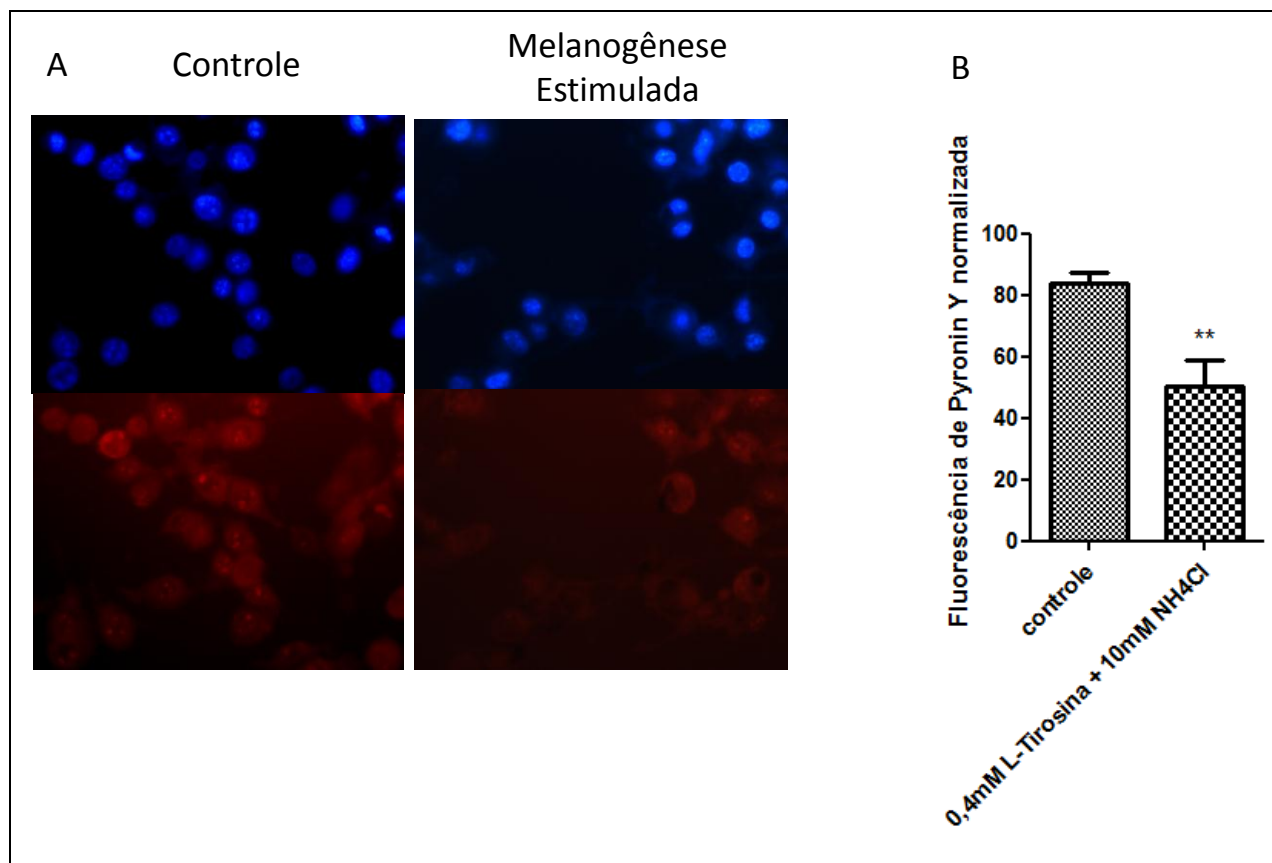 A
Controle
Melanogênese
Estimulada
B
Fluorescência de Pyronin Y normalizada
100
80
60
40
20
0
**
controle
0,4mM L-Tirosina + 10mM NH4Cl